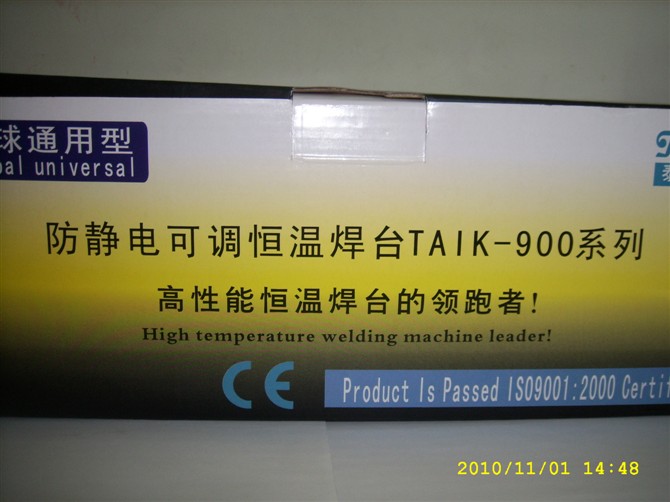 球通用型
bal universal
防静电可调恒温焊台TAIK-900系列
高性能恒温焊台的领跑者!
High temperature welding machine leader!
CE
Product Is Passed ISO9001:2000 Certif
2010/11/01 14:48